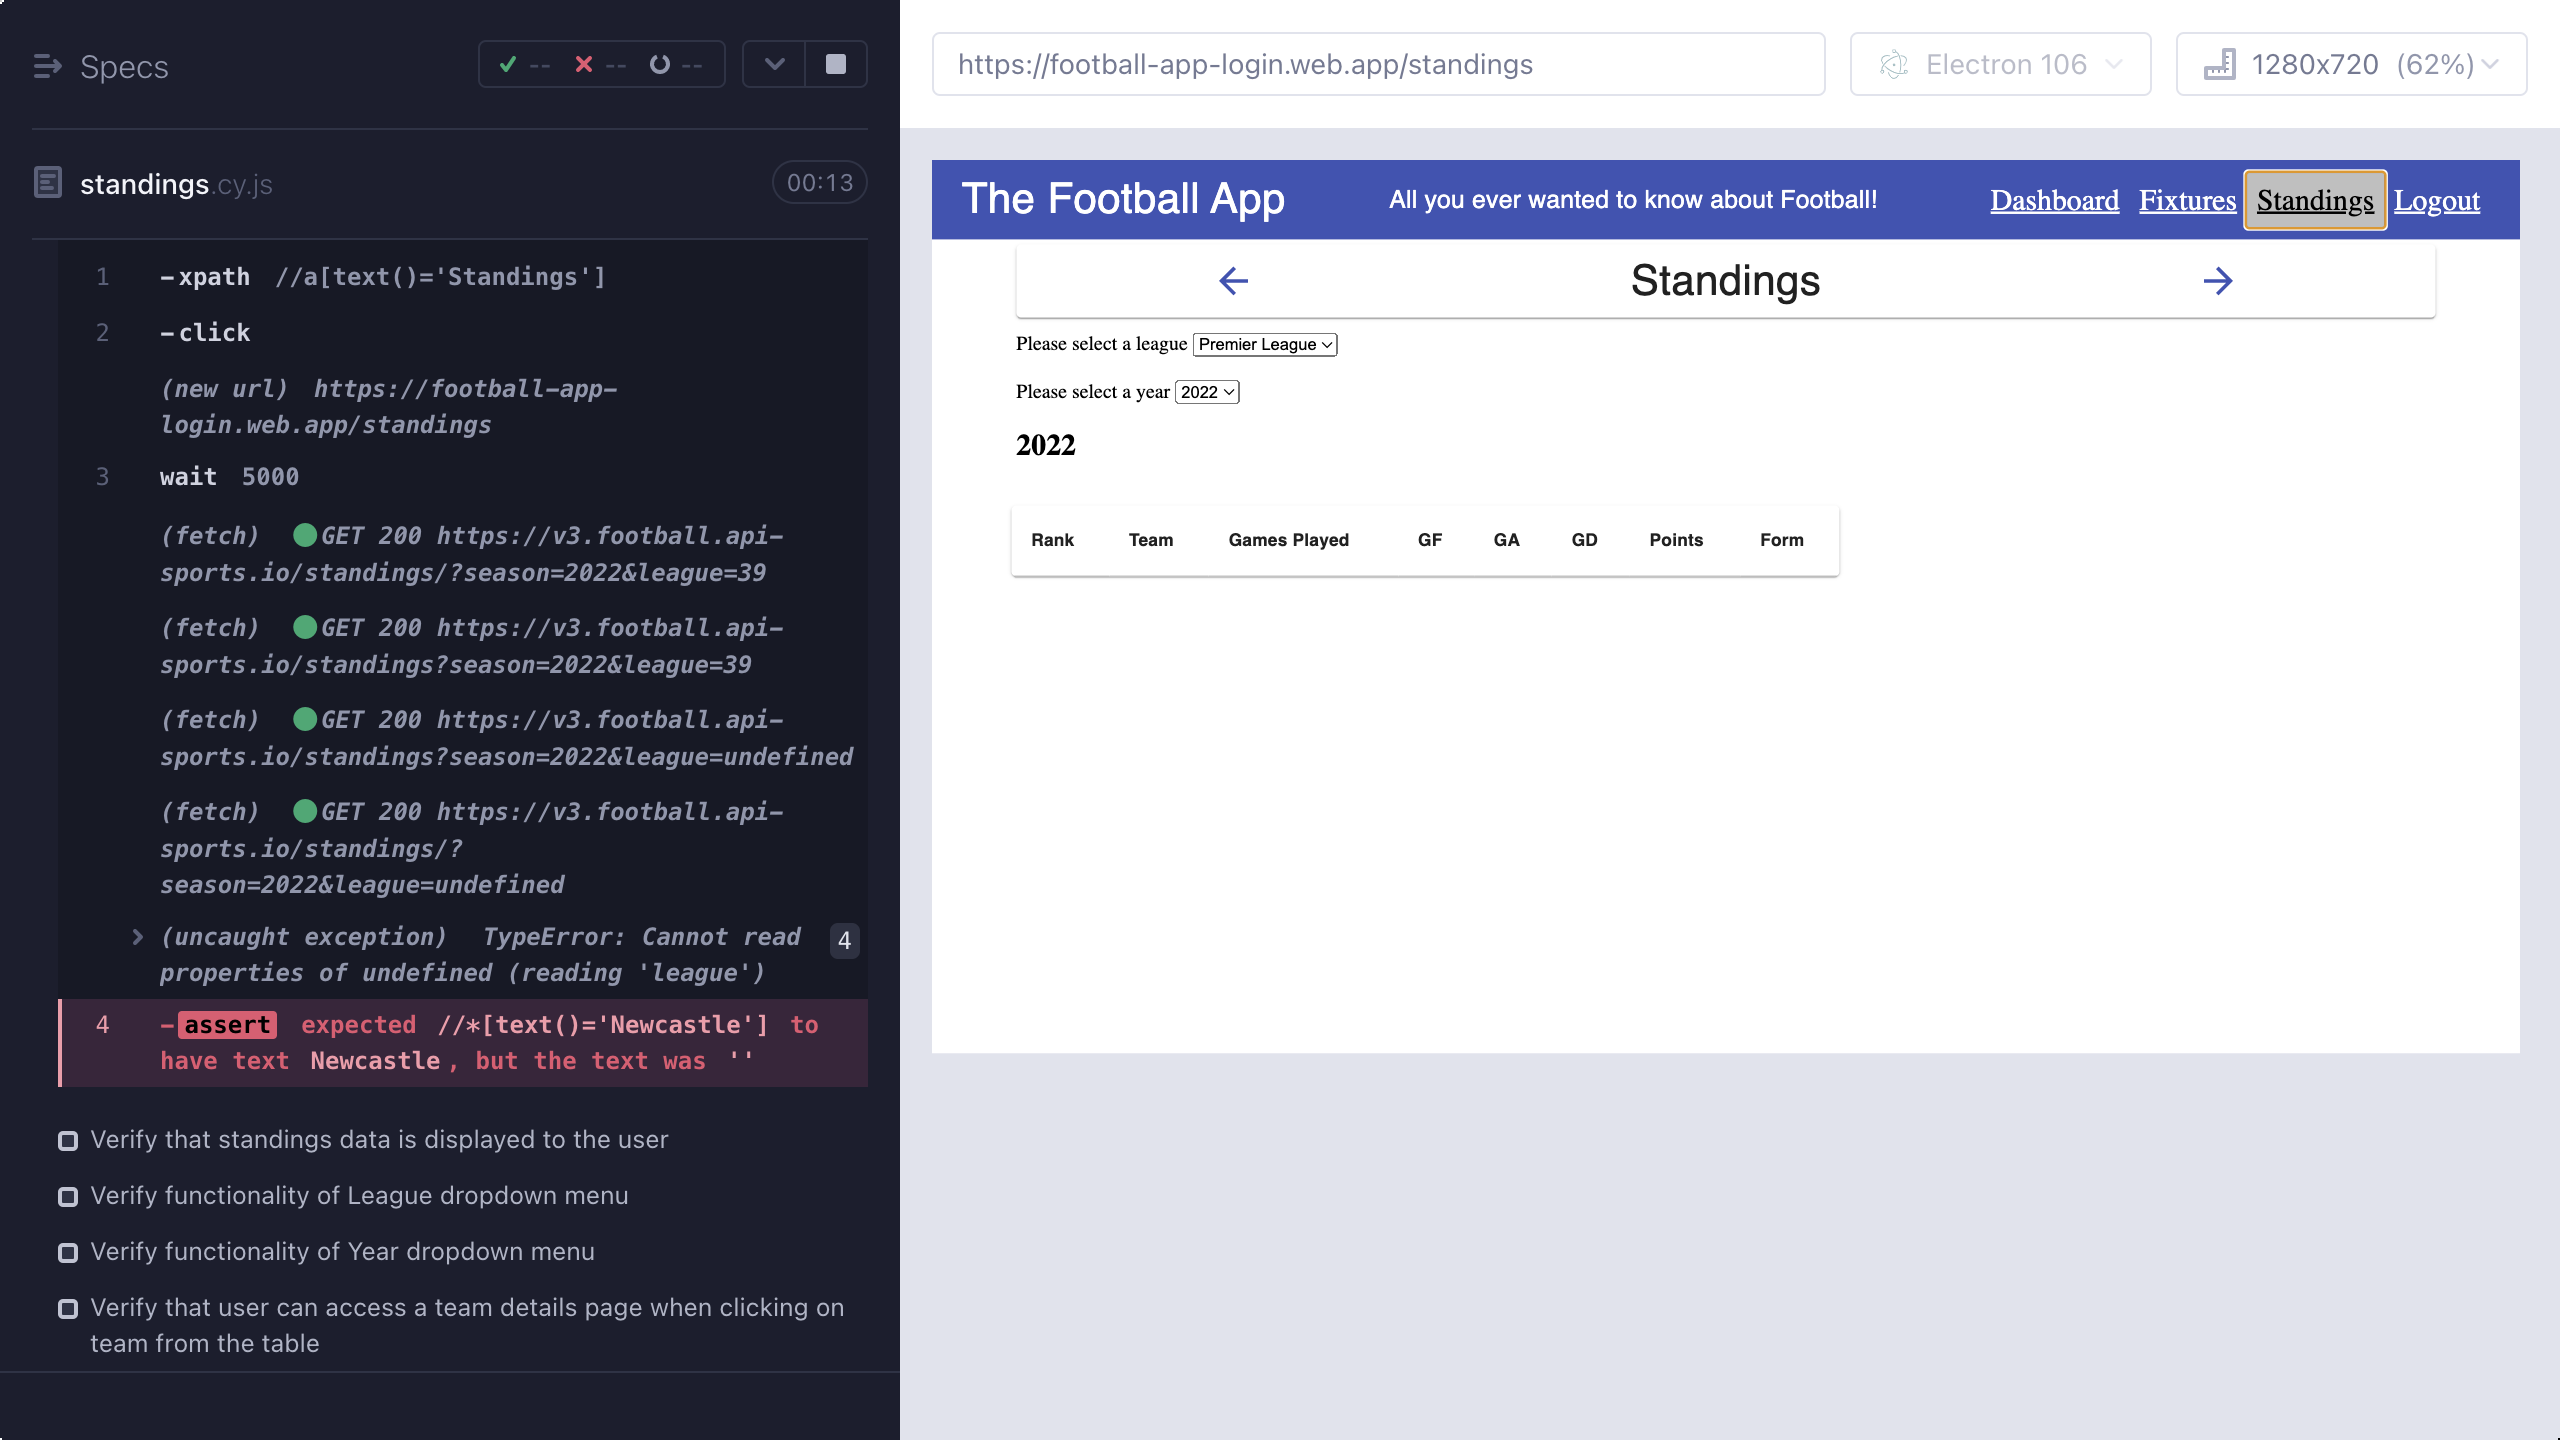 Specs
-- -- --
standings.cy.js 00:13
1 -xpath //a[text()='Standings']
2 -click
(new url) https://football-app-
login.web.app/standings
3 wait 5000
(fetch) GET 200 https://v3.football.api-
sports.io/standings/?season=2022&league=39
(fetch) GET 200 https://v3.football.api-
sports.io/standings?season=2022&league=39
(fetch) GET 200 https://v3.football.api-
sports.io/standings?season=2022&league=undefined
(fetch) GET 200 https://v3.football.api-
sports.io/standings/?
season=2022&league=undefined
(uncaught exception) TypeError: Cannot read 4
properties of undefined (reading 'league')
4 -assert expected //*[text()='Newcastle'] to
have text Newcastle, but the text was ''
Verify that standings data is displayed to the user
Verify functionality of League dropdown menu
Verify functionality of Year dropdown menu
Verify that user can access a team details page when clicking on
team from the table
https://football-app-login.web.app/standings Electron 106 1280x720 (62%)
The Football App All you ever wanted to know about Football! Dashboard Fixtures Standings Logout
Standings
Please select a league Premier League
Please select a year 2022
2022
Rank Team Games Played GF GA GD Points Form